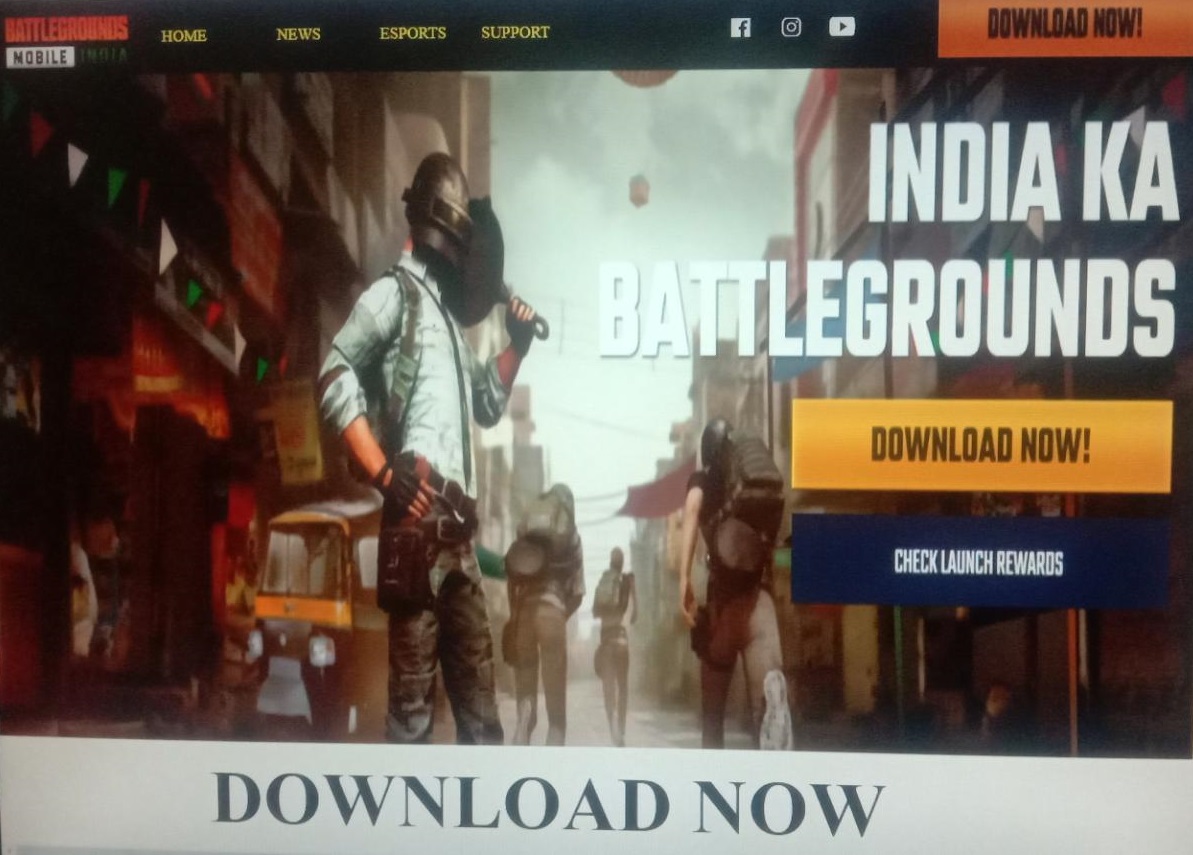 BATTLEGROUNDS
MOBILE INDIA
HOME NEWS ESPORTS SUPPORT
DOWNLOAD NOW!
INDIA KA
BATTLEGROUNDS
DOWNLOAD NOW!
CHECK LAUNCH REWARDS
DOWNLOAD NOW